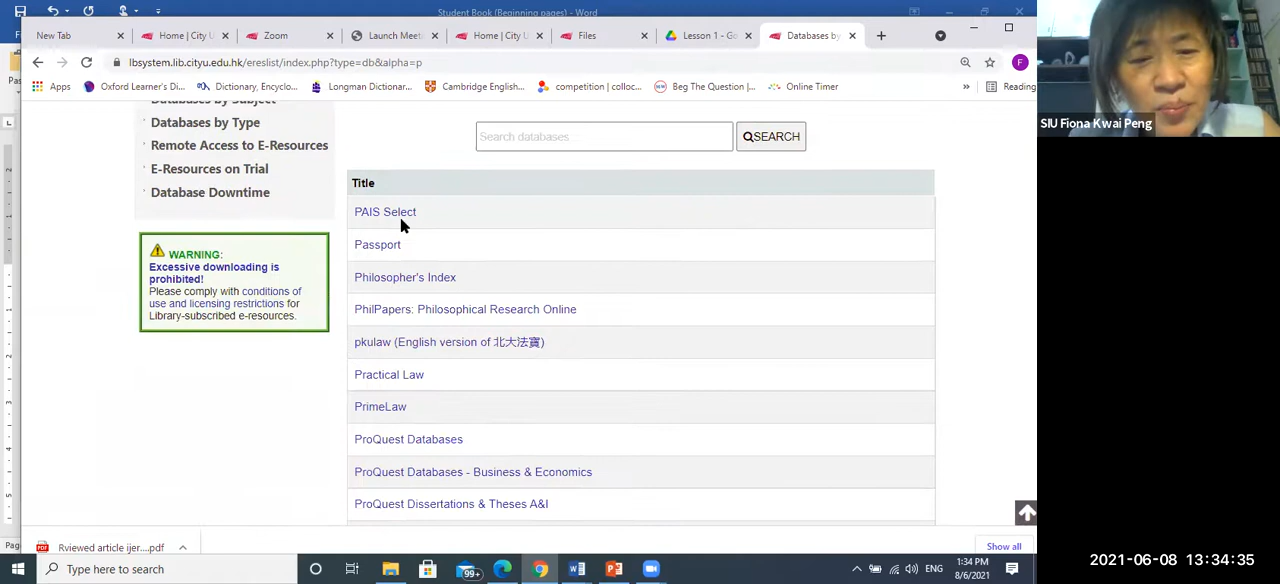 Student Book (Beginning pages) - Word
New Tab
Home | City U
Zoom
Launch Meet
Home | City U
Files
Lesson 1 - Go
Databases by
lbsystem.lib.cityu.edu.hk/ereslist/index.php?type=db&alpha=p
F
Apps
Oxford Learner's Di...
Dictionary, Encyclo...
Longman Dictionar...
Cambridge English...
competition | colloc...
Beg The Question |...
Online Timer
»
Reading
Databases by Subject
Databases by Type
Remote Access to E-Resources
E-Resources on Trial
Database Downtime
WARNING:
Excessive downloading is
prohibited!
Please comply with conditions of
use and licensing restrictions for
Library-subscribed e-resources.
Search databases
SEARCH
Title
PAIS Select
Passport
Philosopher's Index
PhilPapers: Philosophical Research Online
pkulaw (English version of 北大法寶)
Practical Law
PrimeLaw
ProQuest Databases
ProQuest Databases - Business & Economics
ProQuest Dissertations & Theses A&I
Rviewed article ijer....pdf
Show all
Type here to search
99+
ENG
1:34 PM
8/6/2021
SIU Fiona Kwai Peng
2021-06-08 13:34:35